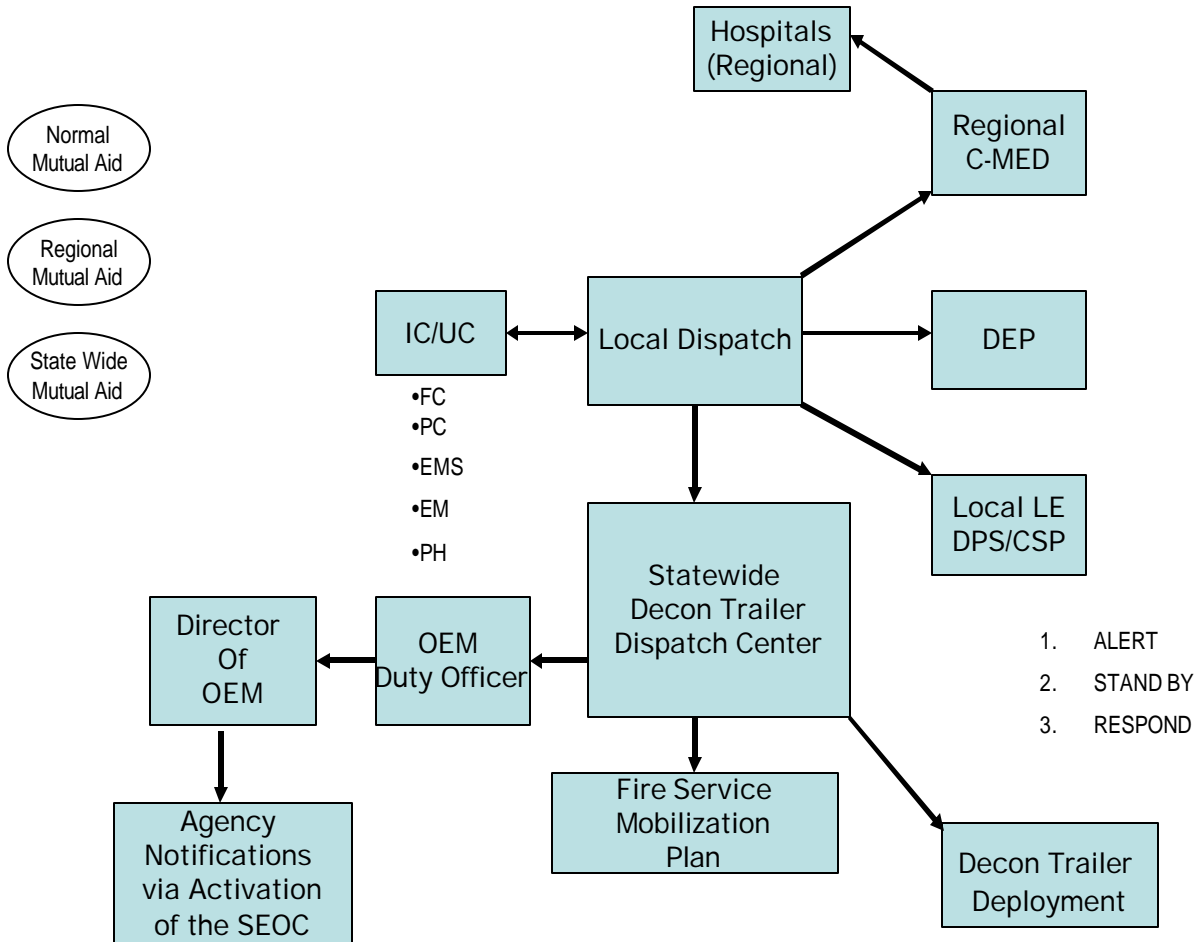 Hospitals
(Regional)
Regional
C-MED
Normal
Mutual Aid
Regional
Mutual Aid
State Wide
Mutual Aid
IC/UC
Local Dispatch
DEP
•FC
•PC
•EMS
•EM
•PH
Local LE
DPS/CSP
Statewide
Decon Trailer
Dispatch Center
Director
Of
OEM
OEM
Duty Officer
1. ALERT
2. STAND BY
3. RESPOND
Agency
Notifications
via Activation
of the SEOC
Fire Service
Mobilization
Plan
Decon Trailer
Deployment